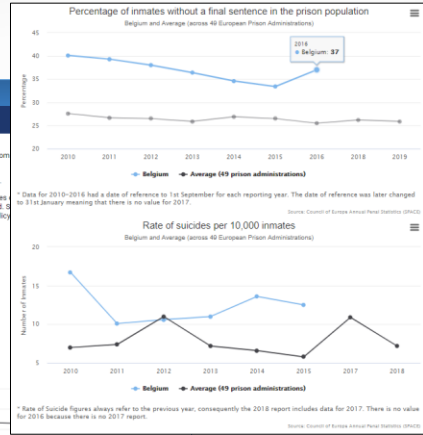 Percentage of inmates without a final sentence in the prison population
Belgium and Average (across 49 European Prison Administrations)
2016
Belgium: 37
Percentage
45
40
35
30
25
20
2010 2011 2012 2013 2014 2015 2016 2017 2018 2019
Belgium Average (49 prison administrations)
* Data for 2010-2016 had a date of reference to 1st September for each reporting year. The date of reference was later changed
to 31st January meaning that there is no value for 2017.
Source: Council of Europe Annual Penal Statistics (SPACE)
Rate of suicides per 10,000 inmates
Belgium and Average (across 49 European Prison Administrations)
Number of Inmates
20
15
10
5
2010 2011 2012 2013 2014 2015 2016 2017 2018
Belgium Average (49 prison administrations)
* Rate of Suicide figures always refer to the previous year, consequently the 2018 report includes data for 2017. There is no value
for 2016 because there is no 2017 report.
Source: Council of Europe Annual Penal Statistics (SPACE)